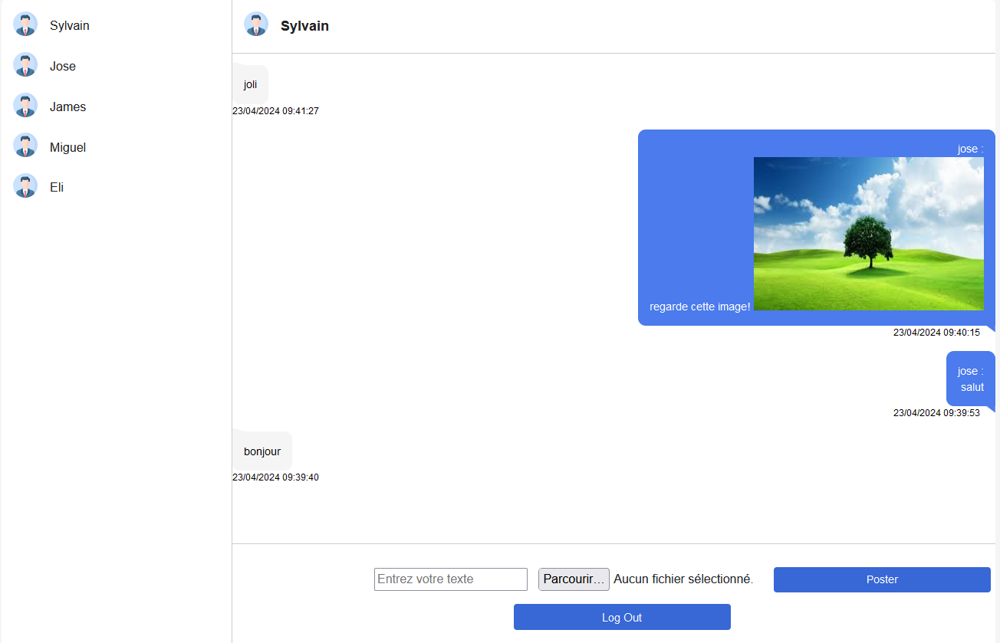 Sylvain
Jose
James
Miguel
Eli
Sylvain
joli
23/04/2024 09:41:27
jose :
regarde cette image!
23/04/2024 09:40:15
jose :
salut
23/04/2024 09:39:53
bonjour
23/04/2024 09:39:40
Entrez votre texte
Parcourir... Aucun fichier sélectionné.
Poster
Log Out